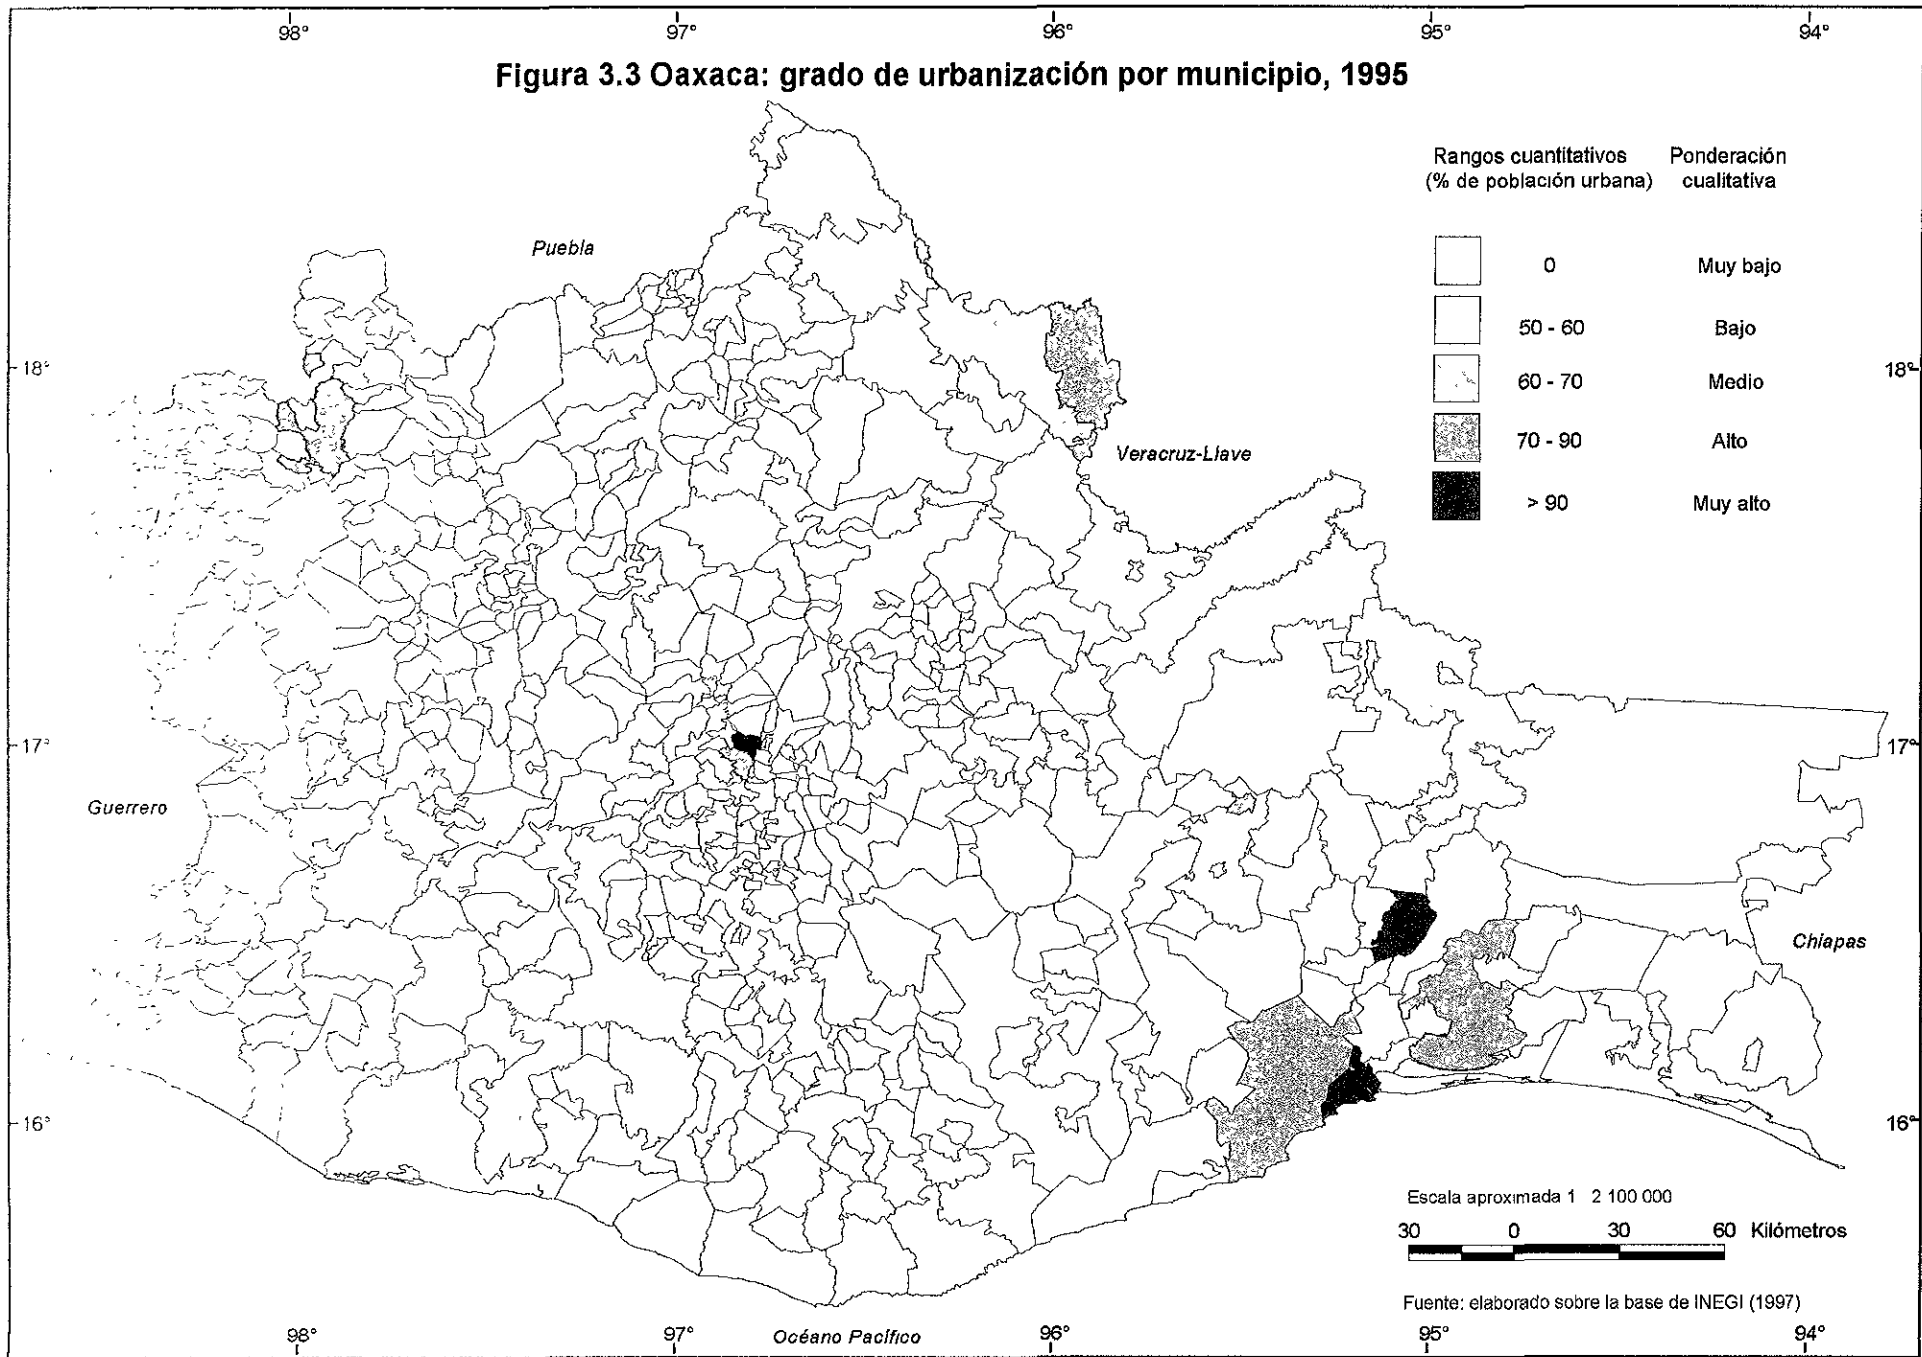 98° 97° 96° 95° 94°
Figura 3.3 Oaxaca: grado de urbanización por municipio, 1995
Rangos cuantitativos Ponderación
(% de población urbana) cualitativa
Puebla
0 Muy bajo
50 - 60 Bajo
18° 18°
60 - 70 Medio
70 - 90 Alto
Veracruz-Llave
> 90 Muy alto
17° 17°
Guerrero
Chiapas
16° 16°
Escala aproximada 1 2 100 000
30 0 30 60 Kilómetros
Fuente: elaborado sobre la base de INEGI (1997)
98° 97° 96° 95° 94°
Océano Pacífico